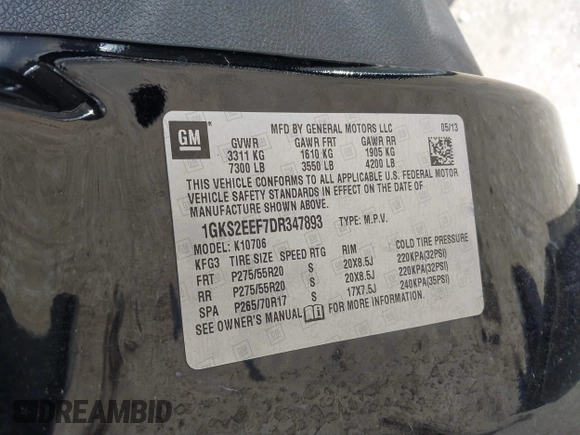 GM
MFD BY GENERAL MOTORS LLC 05/13
GVWR GAWR FRT GAWR RR
3311 KG 1610 KG 1905 KG
7300 LB 3550 LB 4200 LB
THIS VEHICLE CONFORMS TO ALL APPLICABLE U.S. FEDERAL MOTOR
VEHICLE SAFETY STANDARDS IN EFFECT ON THE DATE OF
MANUFACTURE SHOWN ABOVE.
1GKS2EEF7DR347893 TYPE: M.P.V.
MODEL: K10706
KFG3 TIRE SIZE SPEED RTG RIM COLD TIRE PRESSURE
FRT P275/55R20 S 20X8.5J 220KPA(32PSI)
RR P275/55R20 S 20X8.5J 220KPA(32PSI)
SPA P265/70R17 S 17X7.5J 240KPA(35PSI)
SEE OWNER'S MANUAL FOR MORE INFORMATION.
DREAMBID